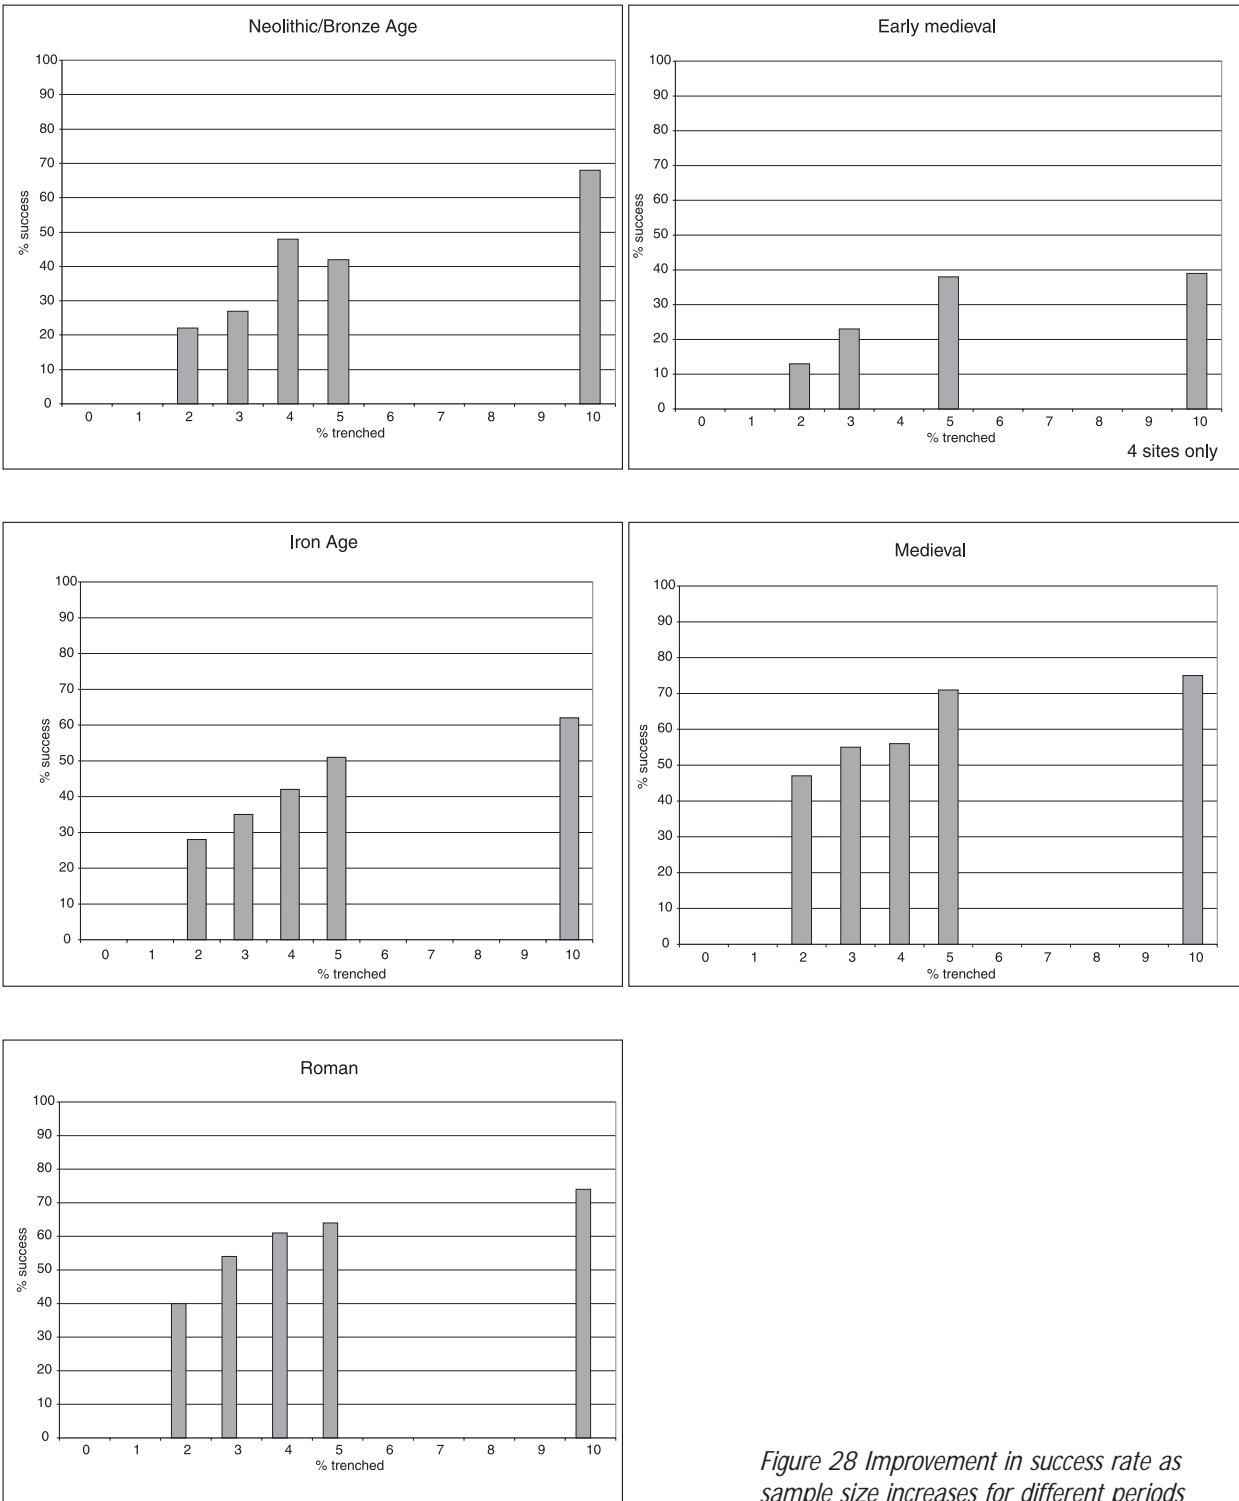 Neolithic/Bronze Age
100
90
80
70
60
50
40
30
20
10
0
% success
0 1 2 3 4 5 6 7 8 9 10
% trenched
Early medieval
100
90
80
70
60
50
40
30
20
10
0
% success
0 1 2 3 4 5 6 7 8 9 10
% trenched
4 sites only
Iron Age
100
90
80
70
60
50
40
30
20
10
0
% success
0 1 2 3 4 5 6 7 8 9 10
% trenched
Medieval
100
90
80
70
60
50
40
30
20
10
0
% success
0 1 2 3 4 5 6 7 8 9 10
% trenched
Roman
100
90
80
70
60
50
40
30
20
10
0
% success
0 1 2 3 4 5 6 7 8 9 10
% trenched
Figure 28 Improvement in success rate as
sample size increases for different periods